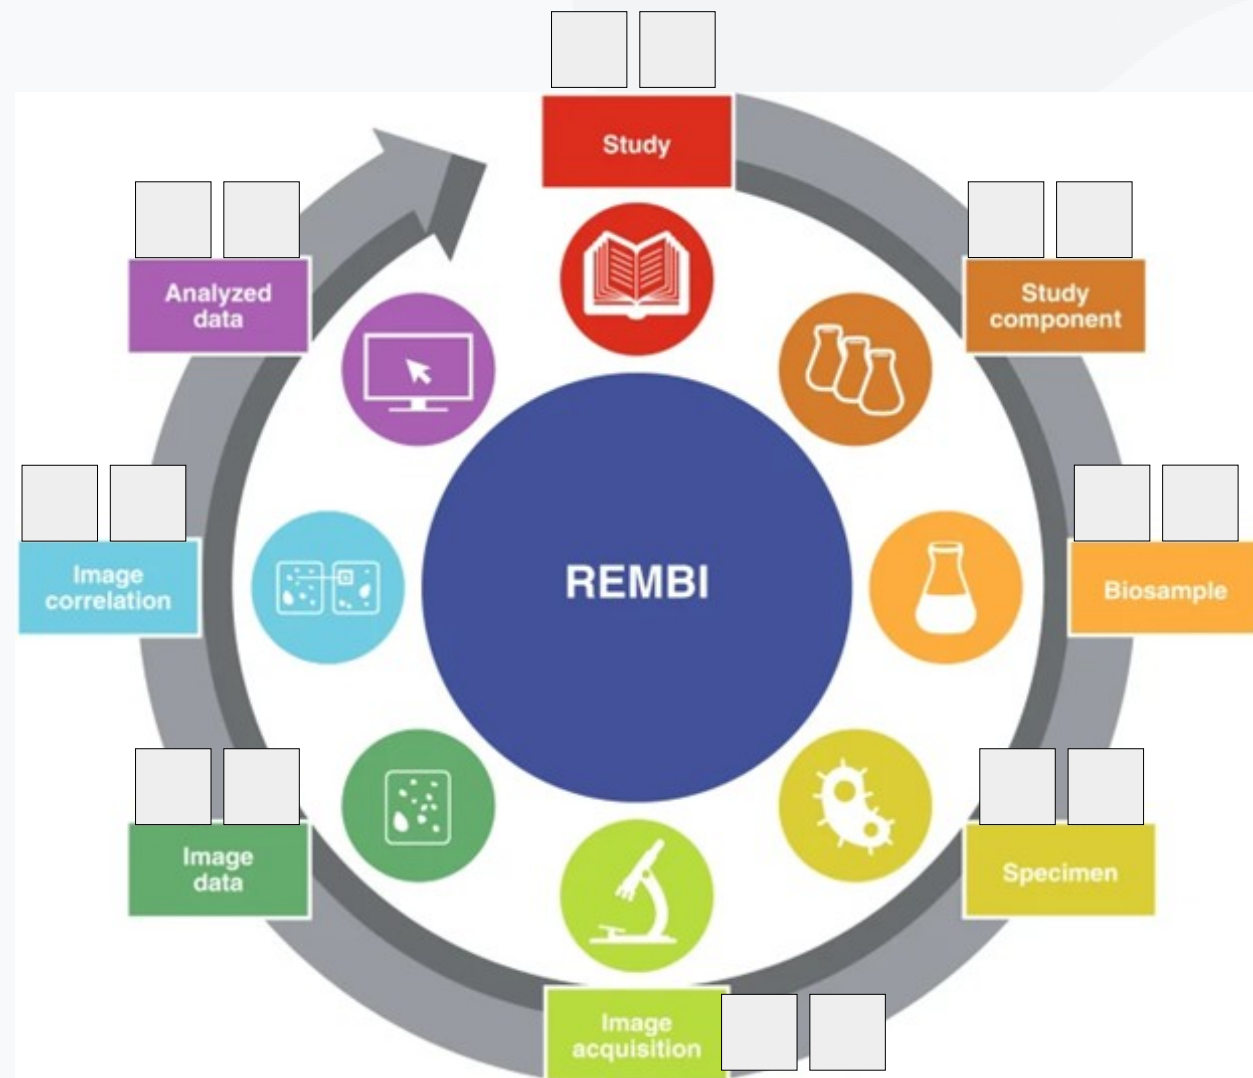 Study
Analyzed
data
Study
component
Image
correlation
REMBI
Biosample
Image
data
Specimen
Image
acquisition